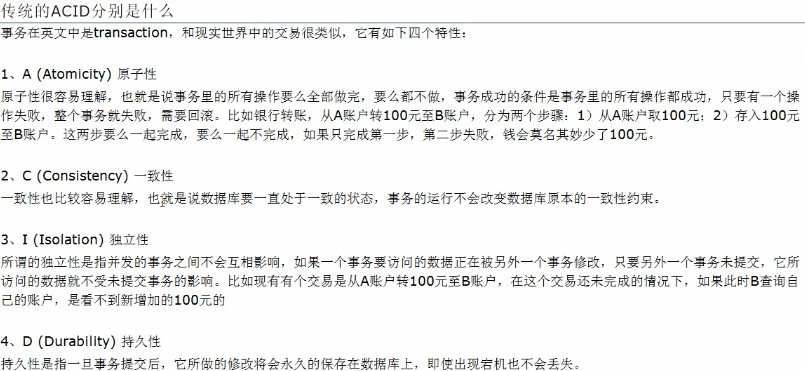 传统的ACID分别是什么
事务在英文中是transaction，和现实世界中的交易很类似，它有如下四个特性：
1、A (Atomicity) 原子性
原子性很容易理解，也就是说事务里的所有操作要么全部做完，要么都不做，事务成功的条件是事务里的所有操作都成功，只要有一个操
作失败，整个事务就失败，需要回滚。比如银行转账，从A账户转100元至B账户，分为两个步骤：1）从A账户取100元；2）存入100元
至B账户。这两步要么一起完成，要么一起不完成，如果只完成第一步，第二步失败，钱会莫名其妙少了100元。
2、C (Consistency) 一致性
一致性也比较容易理解，也就是说数据库要一直处于一致的状态，事务的运行不会改变数据库原本的一致性约束。
3、I (Isolation) 独立性
所谓的独立性是指并发的事务之间不会互相影响，如果一个事务要访问的数据正在被另外一个事务修改，只要另外一个事务未提交，它所
访问的数据就不受未提交事务的影响。比如现有有个交易是从A账户转100元至B账户，在这个交易还未完成的情况下，如果此时B查询自
己的账户，是看不到新增加的100元的
4、D (Durability) 持久性
持久性是指一旦事务提交后，它所做的修改将会永久的保存在数据库上，即使出现宕机也不会丢失。